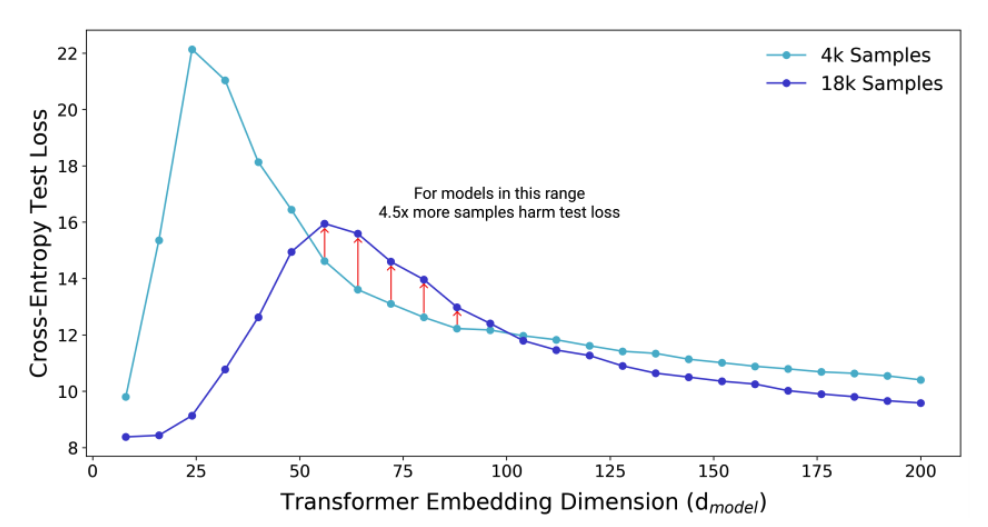 4k Samples
18k Samples
For models in this range
4.5x more samples harm test loss
Cross-Entropy Test Loss
22
20
18
16
14
12
10
8
0 25 50 75 100 125 150 175 200
Transformer Embedding Dimension (d_model)